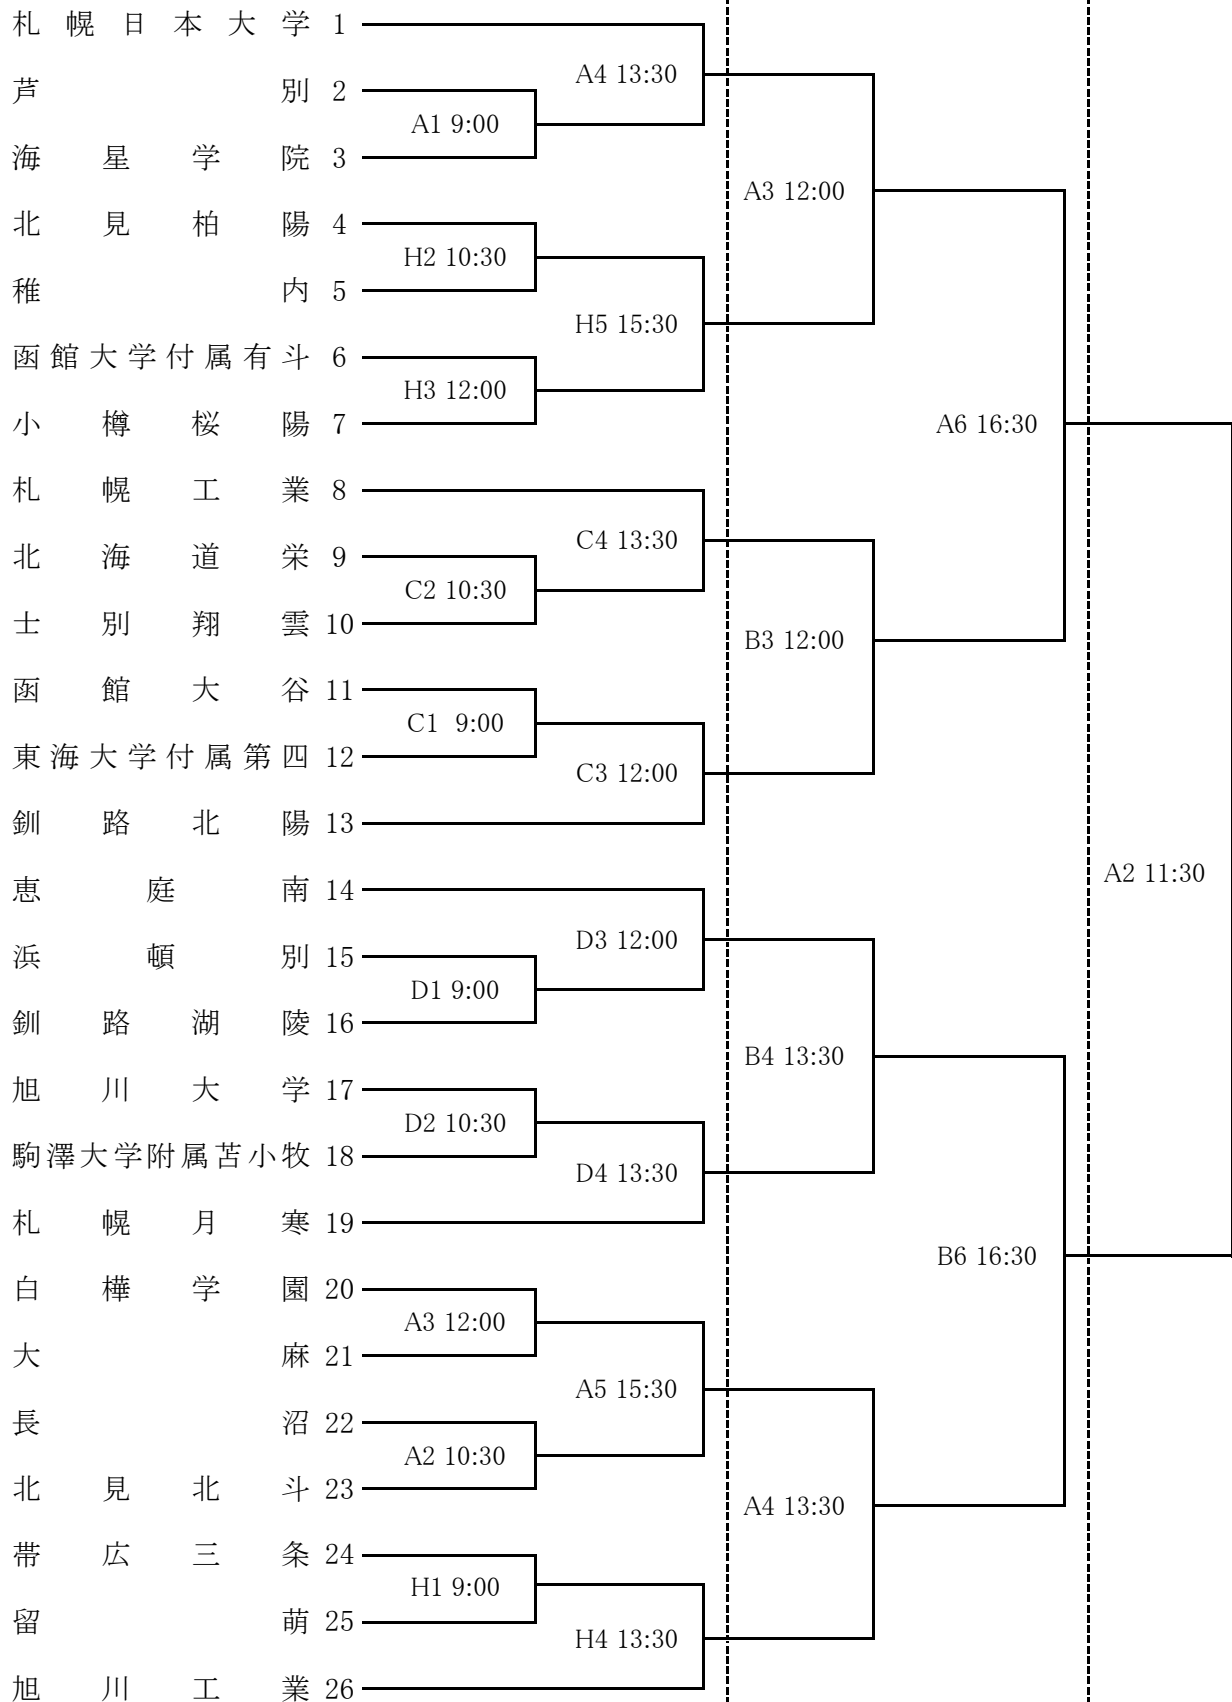 札幌日本大学 1
A4 13:30
芦別 2
A1 9:00
海星学院 3
A3 12:00
北見柏陽 4
H2 10:30
稚内 5
H5 15:30
函館大学付属有斗 6
H3 12:00
小樽桜陽 7
A6 16:30
札幌工業 8
C4 13:30
北海道栄 9
C2 10:30
士別翔雲 10
B3 12:00
函館大谷 11
C1 9:00
東海大学付属第四 12
C3 12:00
釧路北陽 13
A2 11:30
恵庭南 14
D3 12:00
浜頓別 15
D1 9:00
釧路湖陵 16
B4 13:30
旭川大学 17
D2 10:30
駒澤大学附属苫小牧 18
D4 13:30
札幌月寒 19
B6 16:30
白樺学園 20
A3 12:00
大麻 21
A5 15:30
長沼 22
A2 10:30
北見北斗 23
A4 13:30
帯広三条 24
H1 9:00
留萌 25
H4 13:30
旭川工業 26